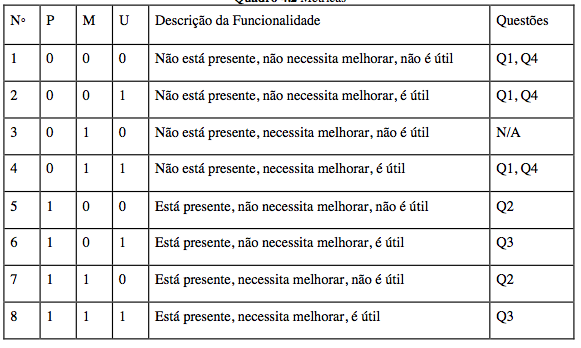 Quadro 4.2 Métricas
Nº P M U Descrição da Funcionalidade Questões
1 0 0 0 Não está presente, não necessita melhorar, não é útil Q1, Q4
2 0 0 1 Não está presente, não necessita melhorar, é útil Q1, Q4
3 0 1 0 Não está presente, necessita melhorar, não é útil N/A
4 0 1 1 Não está presente, necessita melhorar, é útil Q1, Q4
5 1 0 0 Está presente, não necessita melhorar, não é útil Q2
6 1 0 1 Está presente, não necessita melhorar, é útil Q3
7 1 1 0 Está presente, necessita melhorar, não é útil Q2
8 1 1 1 Está presente, necessita melhorar, é útil Q3